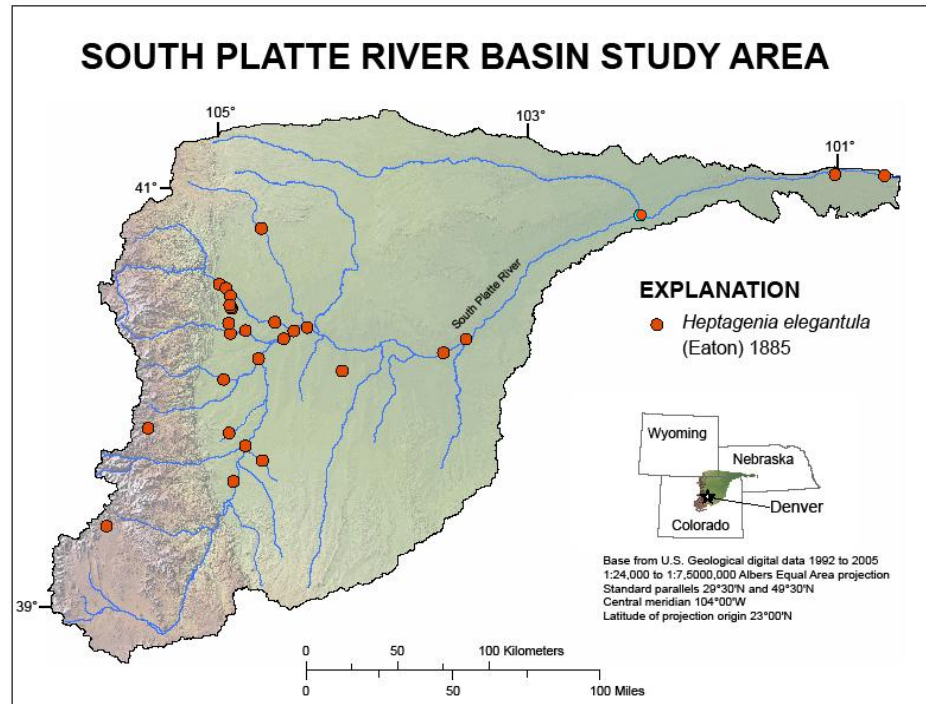 SOUTH PLATTE RIVER BASIN STUDY AREA
105°
103°
101°
41°
South Platte River
EXPLANATION
Heptagenia elegantula
(Eaton) 1885
Wyoming
Nebraska
Denver
Colorado
Base from U.S. Geological digital data 1992 to 2005
1:24,000 to 1:7,5000,000 Albers Equal Area projection
Standard parallels 29°30'N and 49°30'N
Central meridian 104°00'W
Latitude of projection origin 23°00'N
39°
0 50 100 Kilometers
0 50 100 Miles